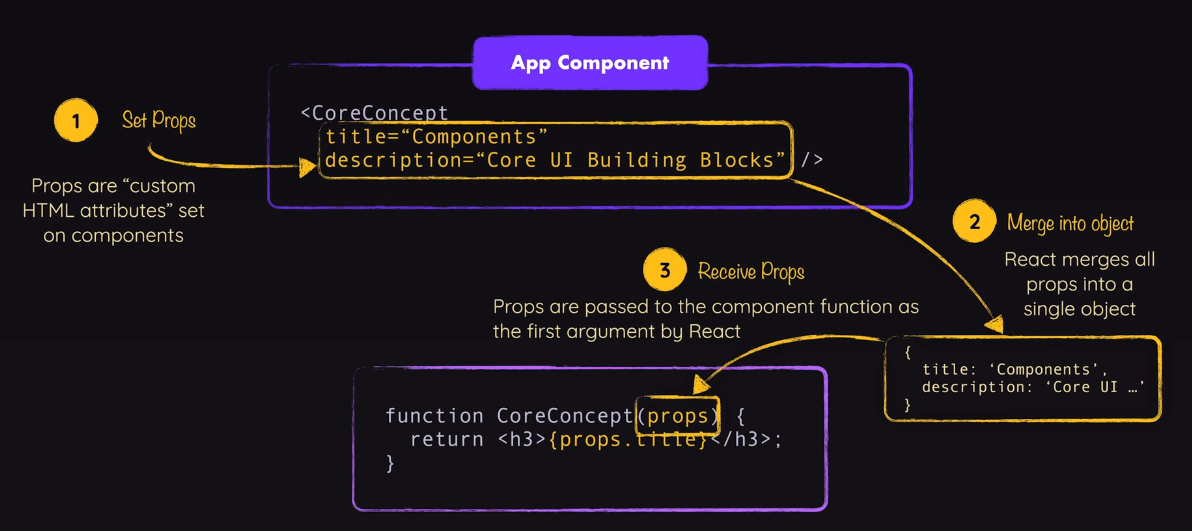 App Component
<CoreConcept
title=“Components”
description=“Core UI Building Blocks” />
1 Set Props
Props are “custom
HTML attributes” set
on components
2 Merge into object
React merges all
props into a
single object
{
title: ‘Components’,
description: ‘Core UI …’
}
3 Receive Props
Props are passed to the component function as
the first argument by React
function CoreConcept(props) {
return <h3>{props.title}</h3>;
}